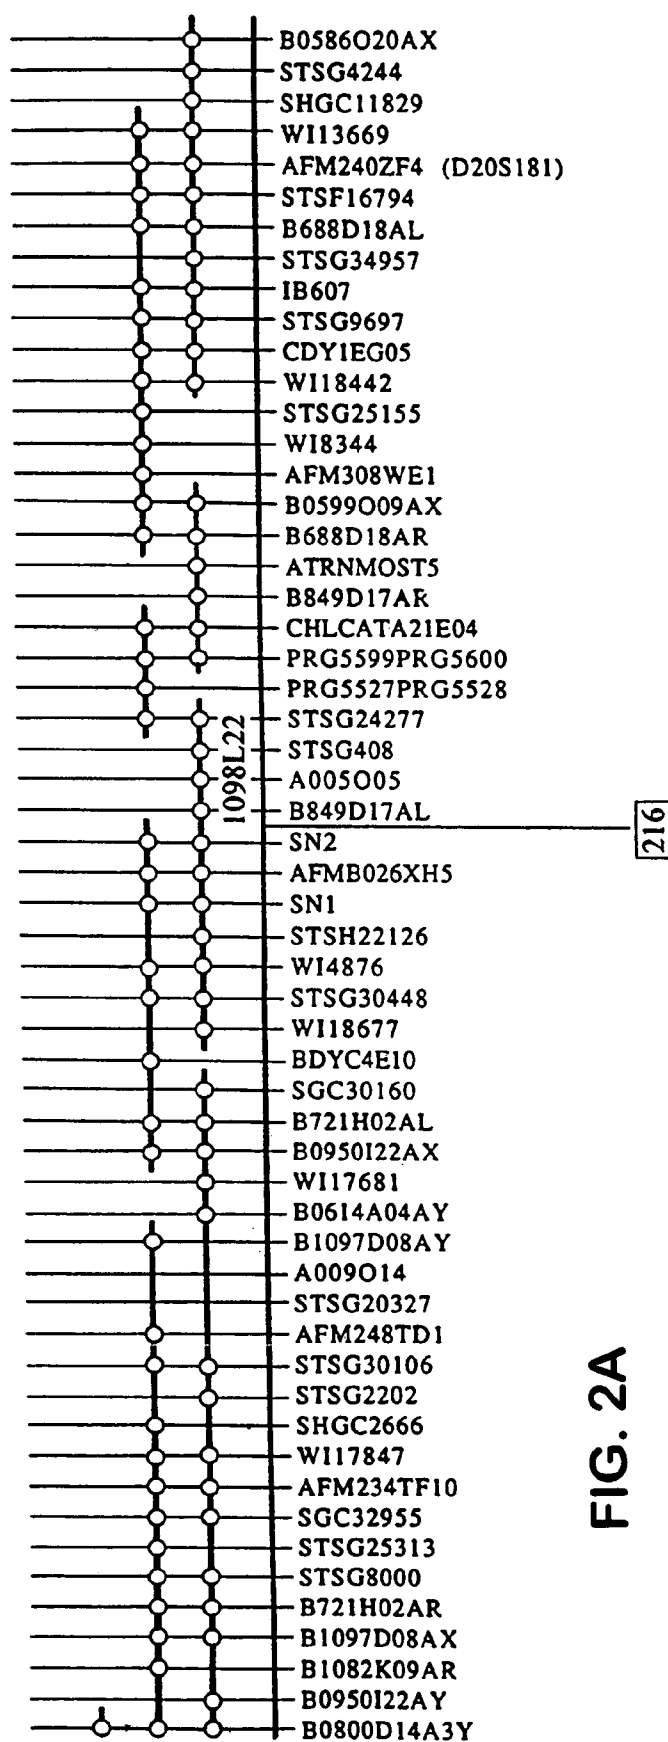 B0586O20AX
STSG4244
SHGC11829
WI13669
AFM240ZF4 (D20S181)
STSF16794
B688D18AL
STSG34957
IB607
STSG9697
CDY1EG05
WI18442
STSG25155
WI8344
AFM308WE1
B0599O09AX
B688D18AR
ATRNMOST5
B849D17AR
CHLCATA21E04
PRG5599PRG5600
PRG5527PRG5528
STSG24277
1098L22
STSG408
A005O05
B849D17AL
216
SN2
AFMB026XH5
SN1
STSH22126
WI4876
STSG30448
WI18677
BDYC4E10
SGC30160
B721H02AL
B0950I22AX
WI17681
B0614A04AY
B1097D08AY
A009O14
STSG20327
AFM248TD1
STSG30106
STSG2202
SHGC2666
WI17847
AFM234TF10
SGC32955
STSG25313
STSG8000
B721H02AR
B1097D08AX
B1082K09AR
B0950I22AY
B0800D14A3Y
FIG. 2A